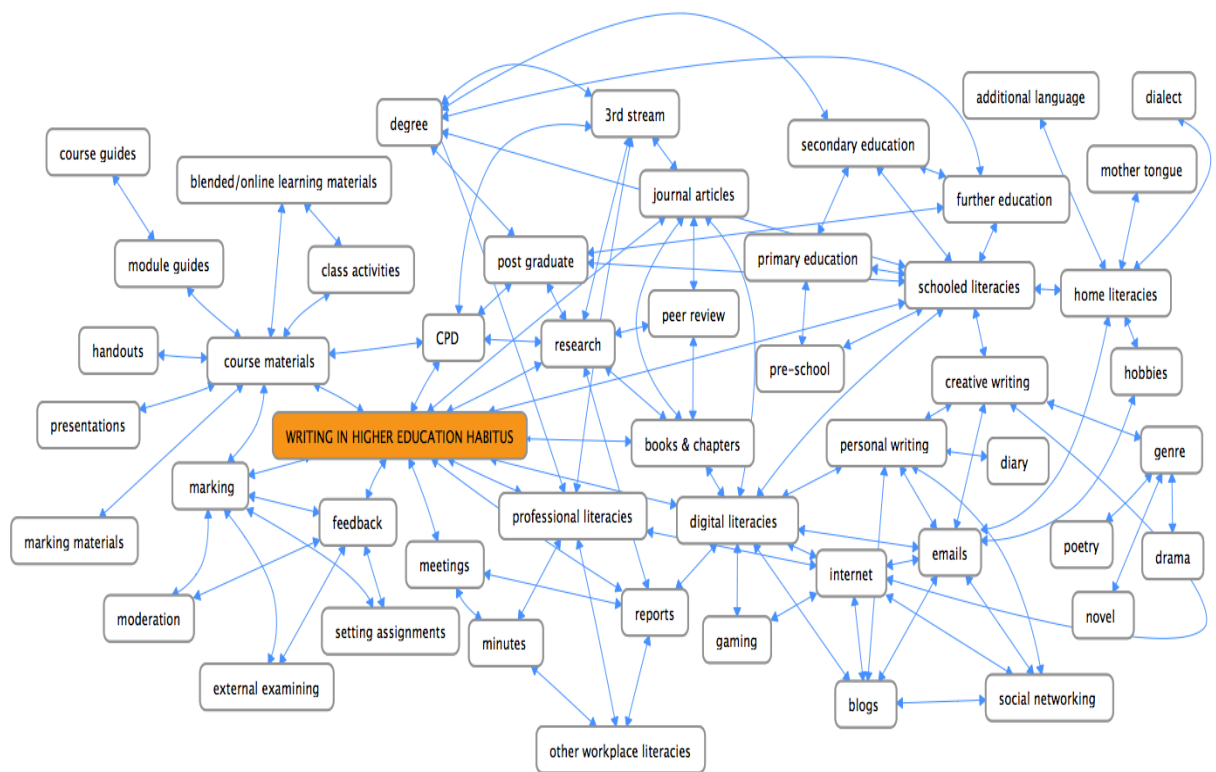 additional language
dialect
degree
3rd stream
secondary education
course guides
mother tongue
blended/online learning materials
journal articles
further education
module guides
class activities
post graduate
primary education
schooled literacies
home literacies
peer review
handouts
course materials
CPD
research
pre-school
creative writing
hobbies
presentations
WRITING IN HIGHER EDUCATION HABITUS
books & chapters
personal writing
diary
genre
marking
feedback
professional literacies
digital literacies
marking materials
emails
poetry
drama
meetings
internet
moderation
setting assignments
minutes
reports
gaming
novel
external examining
blogs
social networking
other workplace literacies